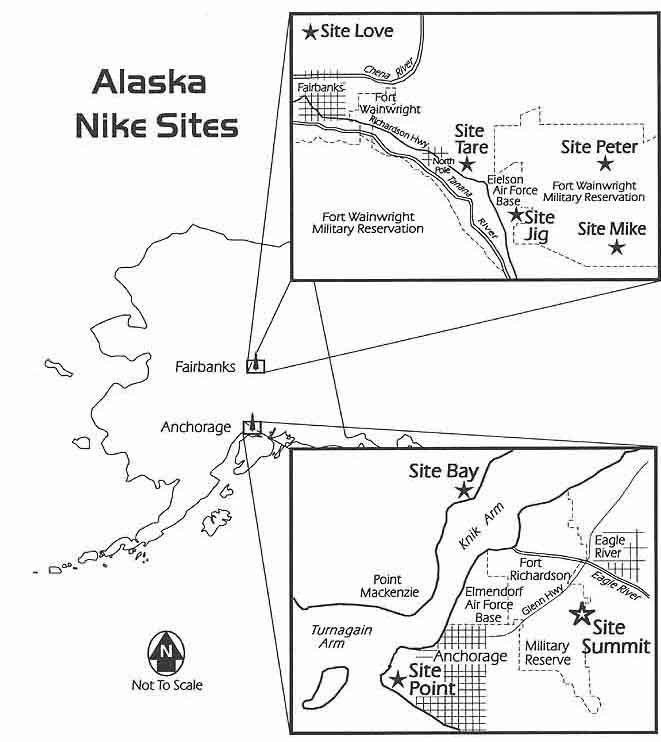 Alaska
Nike Sites
Site Love
Chena River
Fairbanks
Fort
Wainwright
Richardson Hwy
Site
Tare
North
Pole
Tanana
River
Eielson
Air Force
Base
Site
Jig
Site Peter
Fort Wainwright
Military Reservation
Site Mike
Fort Wainwright
Military Reservation
Fairbanks
Anchorage
Site Bay
Knik Arm
Point
Mackenzie
Turnagain
Arm
Elmendorf
Air Force
Base
Fort
Richardson
Glenn Hwy
Eagle
River
Eagle River
Site
Summit
Military
Reserve
Anchorage
Site
Point
N
Not To Scale